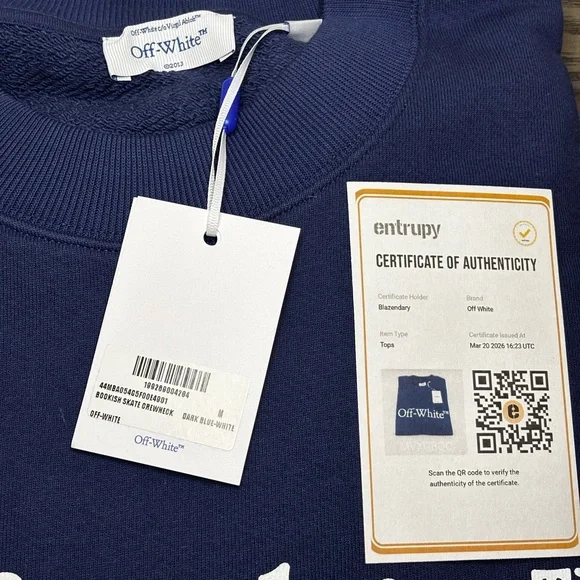 Off-White c/o Virgil Abloh™
Off-White™
©2013
199269004284
44MBA054C5F00E4001
BOOKISH SKATE CREWNECK
M
DARK BLUE-WHITE
OFF-WHITE
Off-White™
entrupy
CERTIFICATE OF AUTHENTICITY
Certificate Holder
Blazendary
Brand
Off White
Item Type
Tops
Certificate Issued At
Mar 20 2026 16:23 UTC
Off-White™
e
Scan the QR code to verify the
authenticity of the certificate.